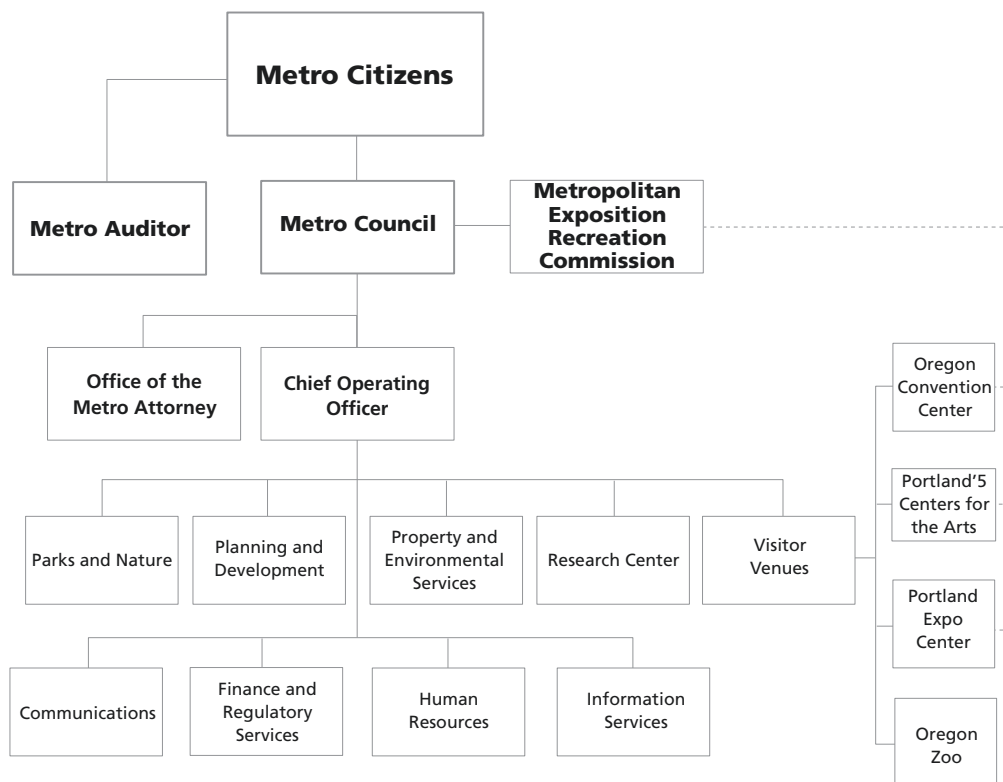 Metro Citizens
Metro Auditor
Metro Council
Metropolitan
Exposition
Recreation
Commission
Office of the
Metro Attorney
Chief Operating
Officer
Parks and Nature
Planning and
Development
Property and
Environmental
Services
Research Center
Visitor
Venues
Oregon
Convention
Center
Portland’5
Centers for
the Arts
Portland
Expo
Center
Oregon
Zoo
Communications
Finance and
Regulatory
Services
Human
Resources
Information
Services